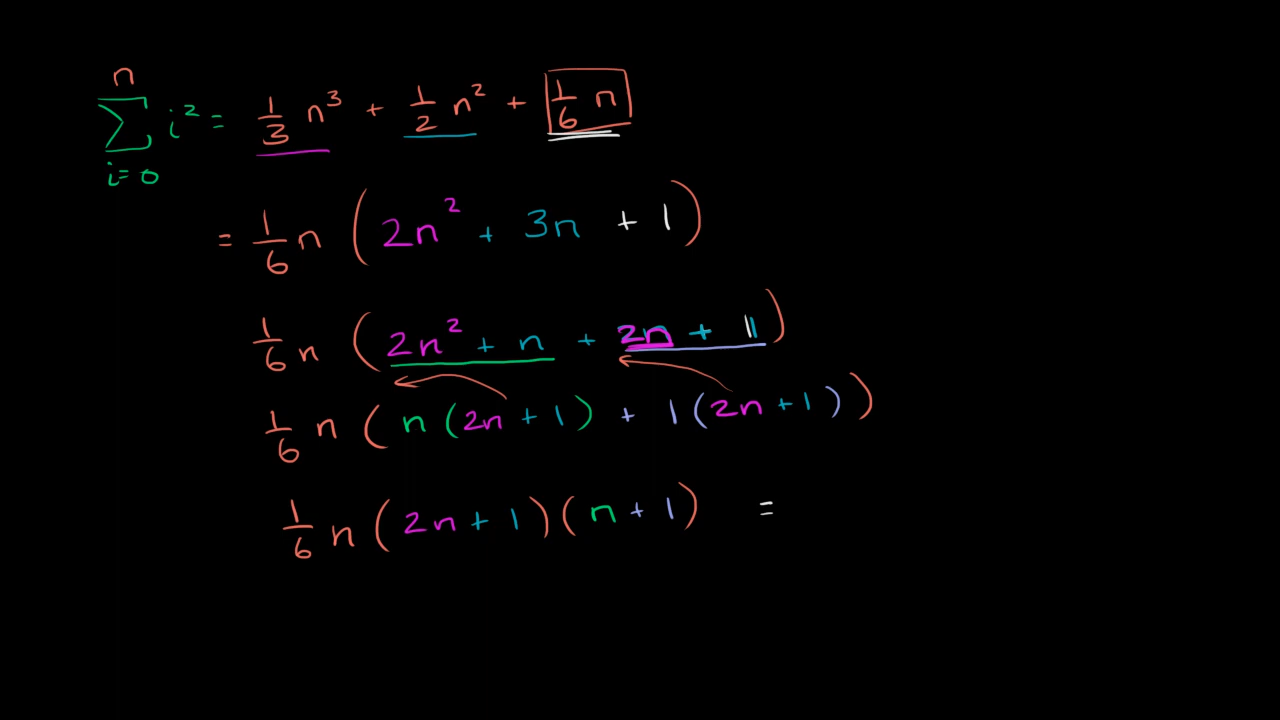 n
∑ i² = 1/3 n³ + 1/2 n² + 1/6 n
i=0
= 1/6 n (2n² + 3n + 1)
1/6 n (2n² + n + 2n + 1)
1/6 n (n(2n + 1) + 1(2n + 1))
1/6 n (2n + 1)(n + 1) =